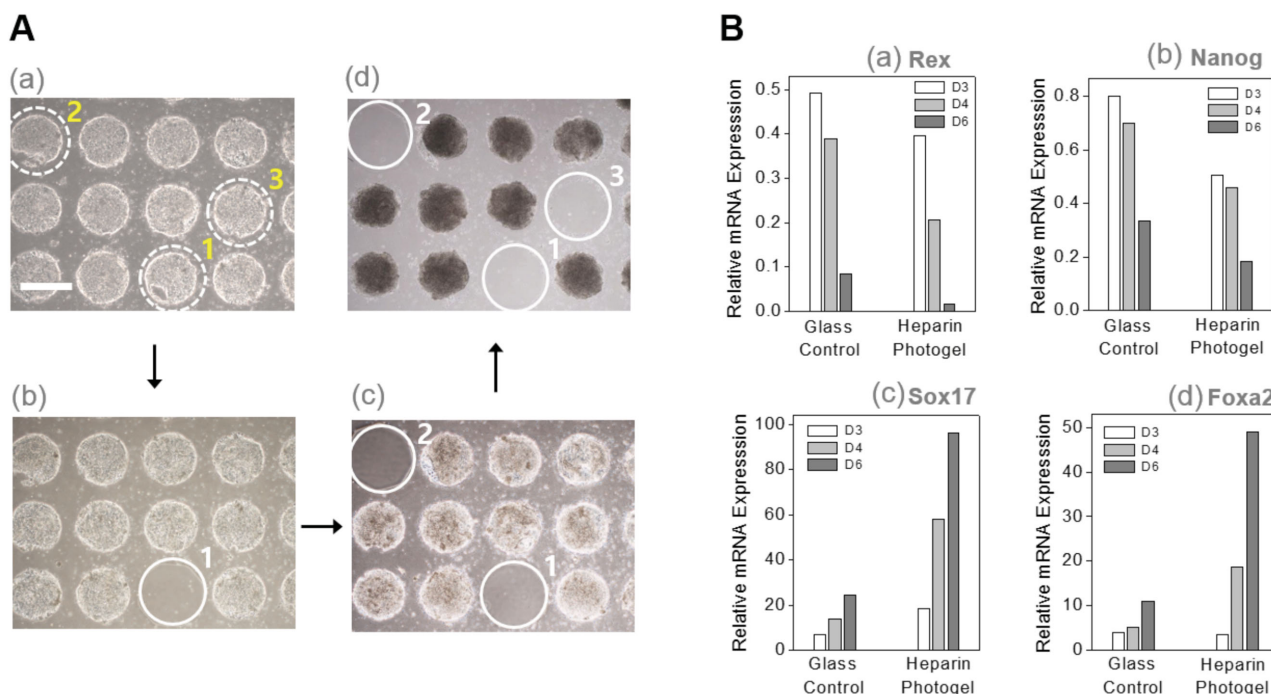 A
(a)
2
3
1
(d)
2
3
1
(b)
1
(c)
2
1
B
(a) Rex
Relative mRNA Expresssion
0.5
0.4
0.3
0.2
0.1
0.0
D3
D4
D6
Glass
Control
Heparin
Photogel
(b) Nanog
Relative mRNA Expresssion
0.8
0.6
0.4
0.2
0.0
D3
D4
D6
Glass
Control
Heparin
Photogel
(c) Sox17
Relative mRNA Expresssion
100
80
60
40
20
0
D3
D4
D6
Glass
Control
Heparin
Photogel
(d) Foxa2
Relative mRNA Expression
50
40
30
20
10
0
D3
D4
D6
Glass
Control
Heparin
Photogel